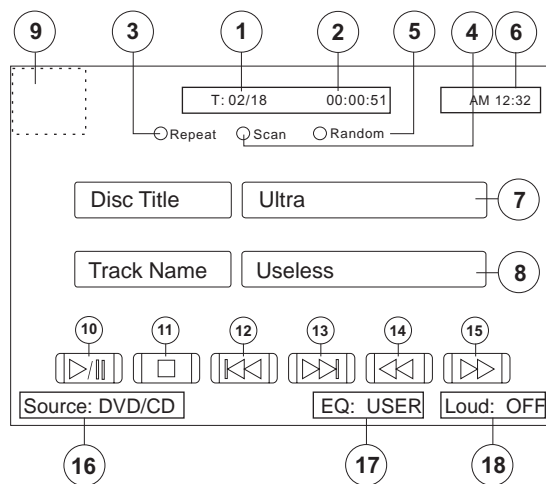 9 3 1 2 5 4 6
T: 02/18 00:00:51 AM 12:32
Repeat Scan Random
Disc Title Ultra 7
Track Name Useless 8
10 11 12 13 14 15
Source: DVD/CD EQ: USER Loud: OFF
16 17 18